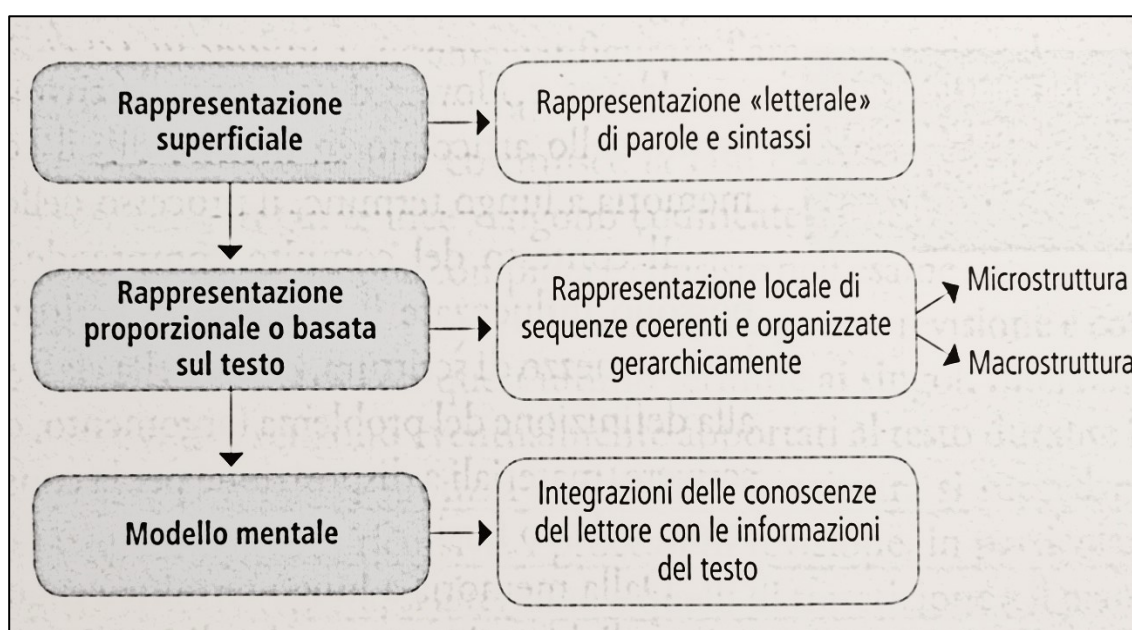 Rappresentazione
superficiale
Rappresentazione «letterale»
di parole e sintassi
Rappresentazione
proporzionale o basata
sul testo
Rappresentazione locale di
sequenze coerenti e organizzate
gerarchicamente
Microstruttura
Macrostruttura
Modello mentale
Integrazioni delle conoscenze
del lettore con le informazioni
del testo